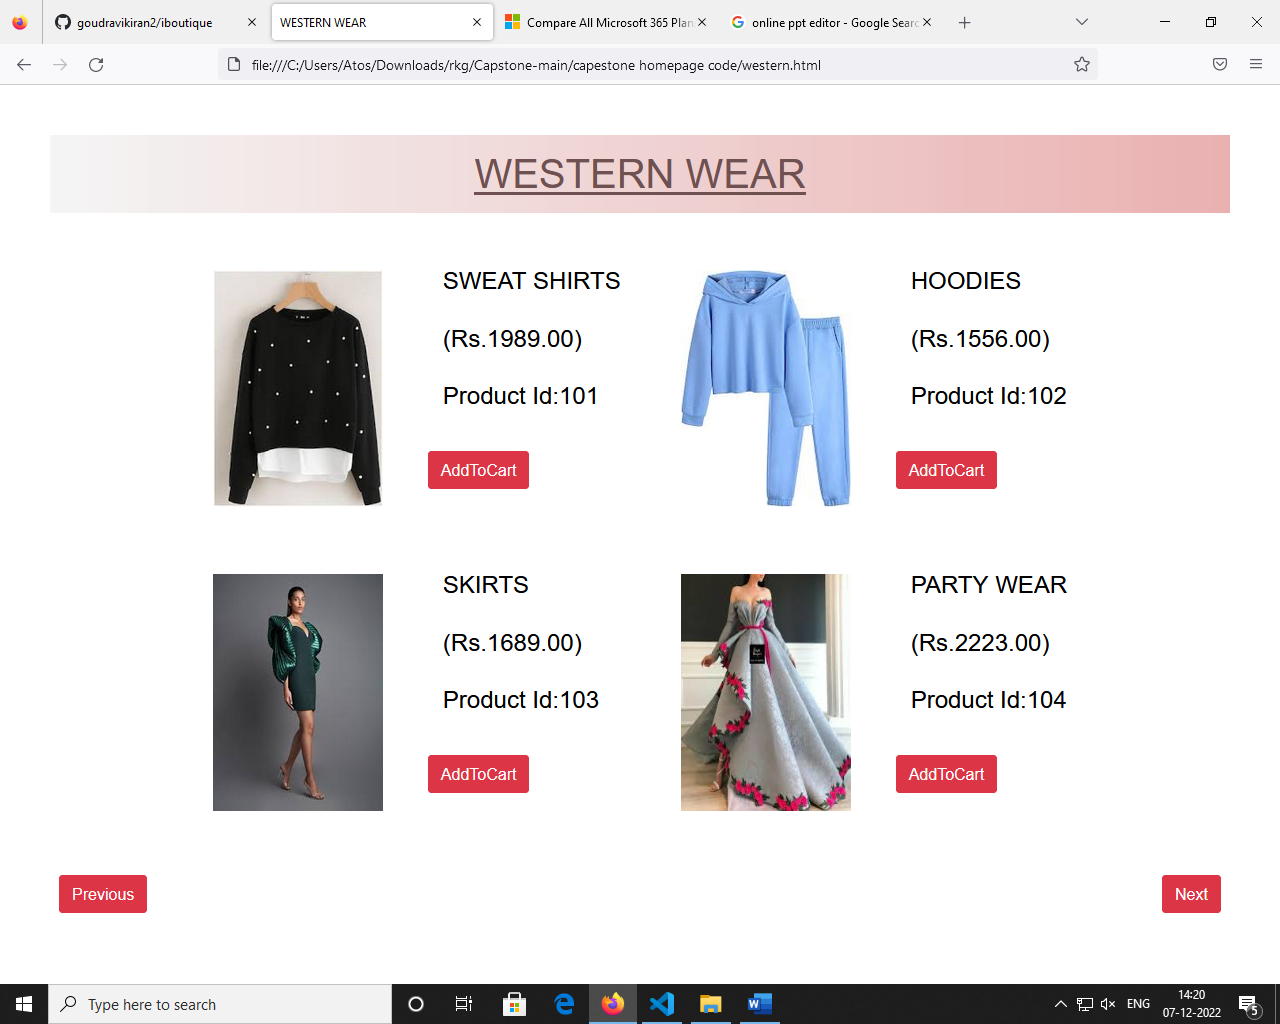 goudravikiran2/iboutique
WESTERN WEAR
Compare All Microsoft 365 Plan
online ppt editor - Google Searc
file:///C:/Users/Atos/Downloads/rkg/Capstone-main/capestone homepage code/western.html
WESTERN WEAR
SWEAT SHIRTS
(Rs.1989.00)
Product Id:101
AddToCart
HOODIES
(Rs.1556.00)
Product Id:102
AddToCart
SKIRTS
(Rs.1689.00)
Product Id:103
AddToCart
PARTY WEAR
(Rs.2223.00)
Product Id:104
AddToCart
Previous
Next
Type here to search
ENG
14:20
07-12-2022
5